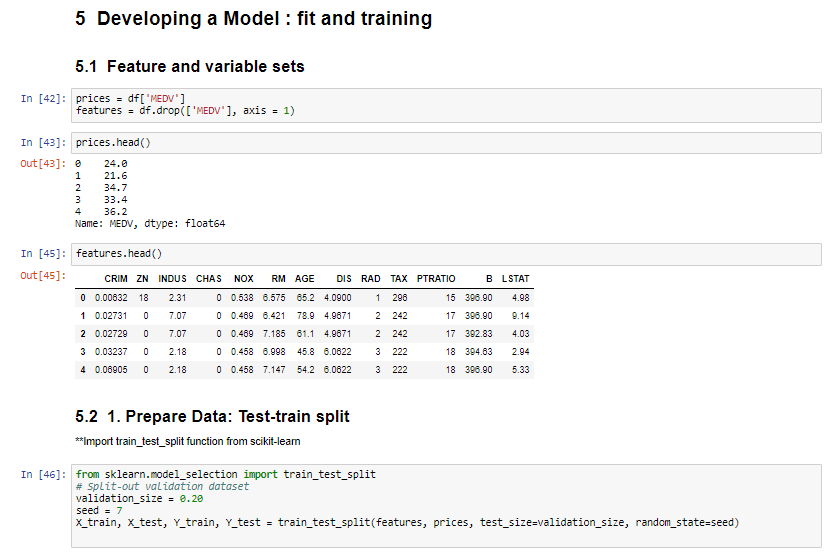 5 Developing a Model : fit and training
5.1 Feature and variable sets
In [42]: prices = df['MEDV']
features = df.drop(['MEDV'], axis = 1)
In [43]: prices.head()
Out[43]: 0 24.0
1 21.6
2 34.7
3 33.4
4 36.2
Name: MEDV, dtype: float64
In [45]: features.head()
Out[45]:
CRIM ZN INDUS CHAS NOX RM AGE DIS RAD TAX PTRATIO B LSTAT
0 0.00632 18 2.31 0 0.538 6.575 65.2 4.0900 1 296 15 396.90 4.98
1 0.02731 0 7.07 0 0.469 6.421 78.9 4.9671 2 242 17 396.90 9.14
2 0.02729 0 7.07 0 0.469 7.185 61.1 4.9671 2 242 17 392.83 4.03
3 0.03237 0 2.18 0 0.458 6.998 45.8 6.0622 3 222 18 394.63 2.94
4 0.06905 0 2.18 0 0.458 7.147 54.2 6.0622 3 222 18 396.90 5.33
5.2 1. Prepare Data: Test-train split
**Import train_test_split function from scikit-learn
In [46]: from sklearn.model_selection import train_test_split
# Split-out validation dataset
validation_size = 0.20
seed = 7
X_train, X_test, Y_train, Y_test = train_test_split(features, prices, test_size=validation_size, random_state=seed)